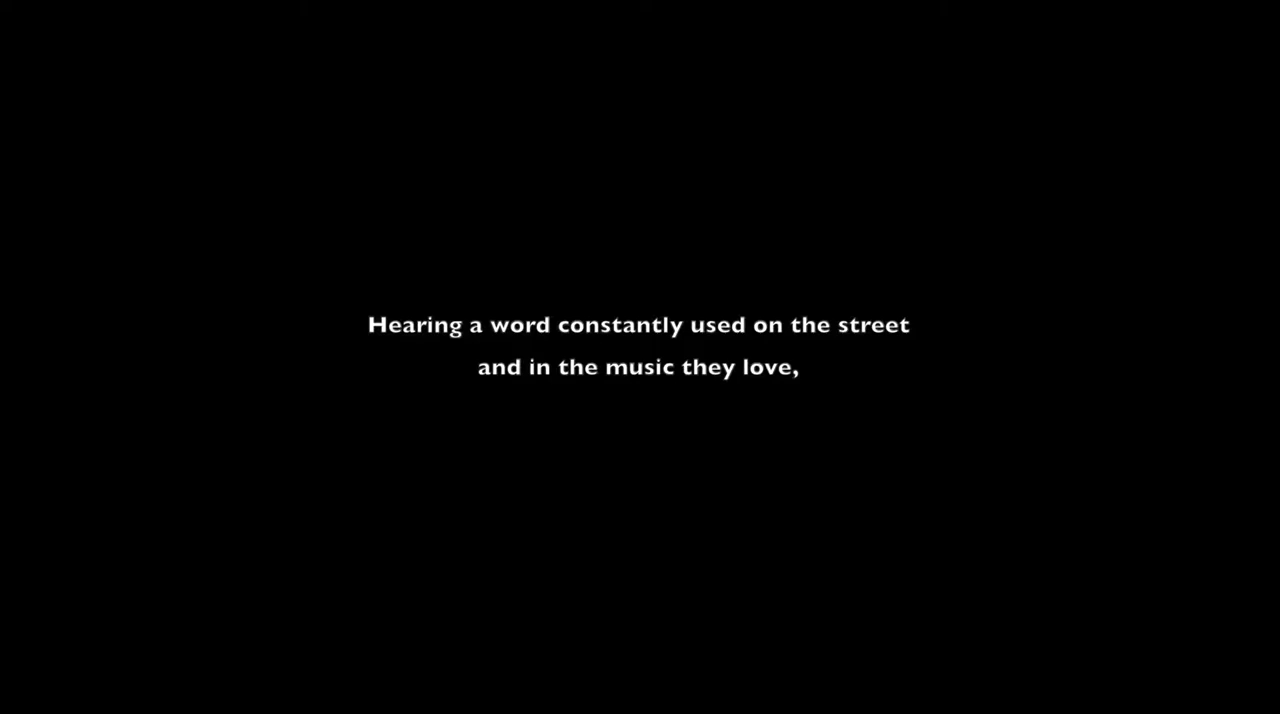 Hearing a word constantly used on the street
and in the music they love,